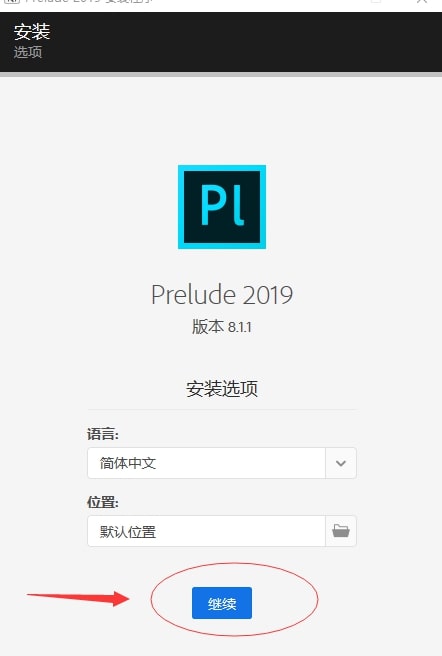 Prelude 2019 安装程序
安装
选项
Pl
Prelude 2019
版本 8.1.1
安装选项
语言:
简体中文
位置:
默认位置
继续